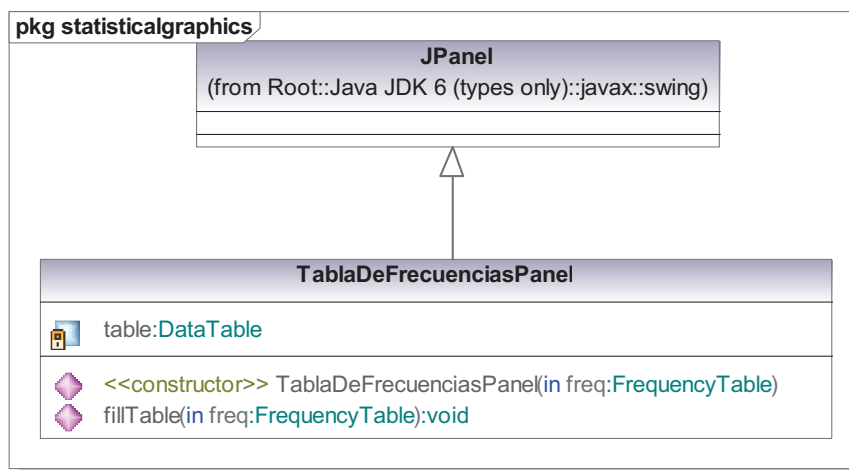 pkg statisticalgraphics
JPanel
(from Root::Java JDK 6 (types only)::javax::swing)
TablaDeFrecuenciasPanel
table:DataTable
<<constructor>> TablaDeFrecuenciasPanel(in freq:FrequencyTable)
fillTable(in freq:FrequencyTable):void